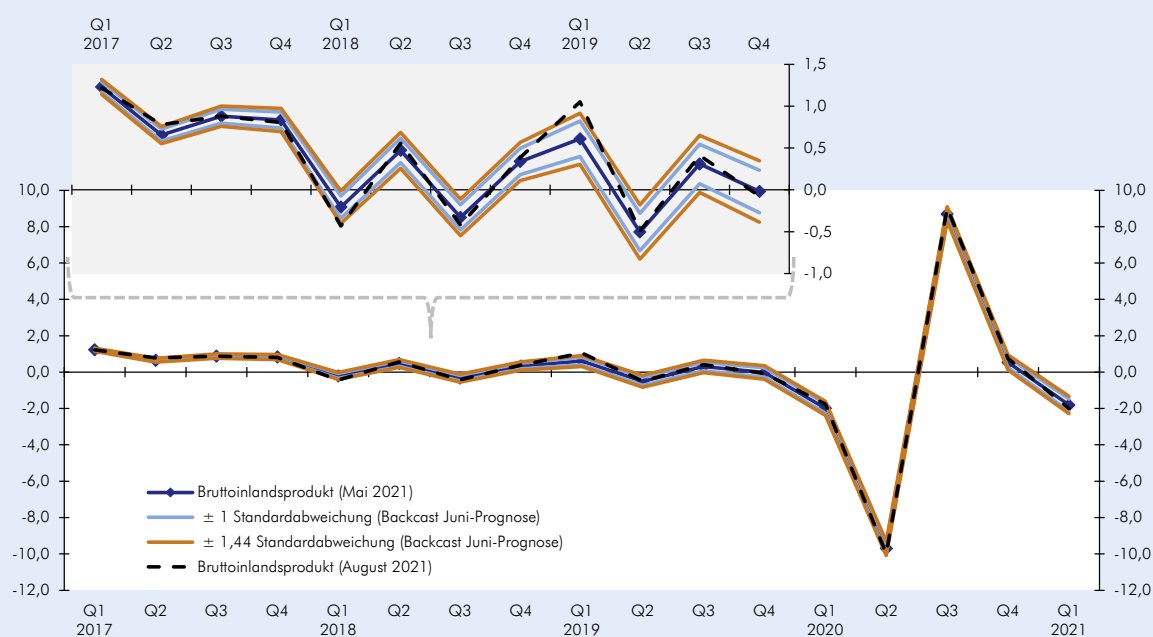 Q1 Q2 Q3 Q4 Q1 Q2 Q3 Q4 Q1 Q2 Q3 Q4
2017 2018 2019
1,5
1,0
0,5
0,0
-0,5
-1,0
10,0 10,0
8,0 8,0
6,0 6,0
4,0 4,0
2,0 2,0
0,0 0,0
-2,0 -2,0
-4,0 -4,0
-6,0 -6,0
-8,0 -8,0
-10,0 -10,0
-12,0 -12,0
Bruttoinlandsprodukt (Mai 2021)
± 1 Standardabweichung (Backcast Juni-Prognose)
± 1,44 Standardabweichung (Backcast Juni-Prognose)
Bruttoinlandsprodukt (August 2021)
Q1 Q2 Q3 Q4 Q1 Q2 Q3 Q4 Q1 Q2 Q3 Q4 Q1 Q2 Q3 Q4 Q1
2017 2018 2019 2020 2021